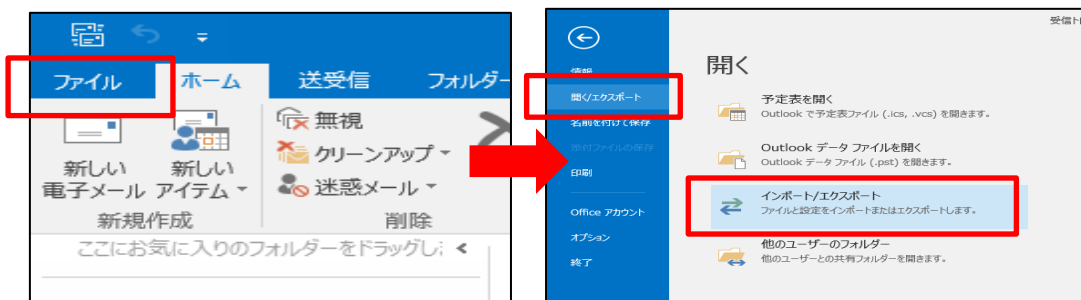 ファイル ホーム 送受信 フォルダー
新しい
電子メール
新しい
アイテム
無視
クリーンアップ
迷惑メール
新規作成 削除
ここにお気に入りのフォルダーをドラッグし
受信ト
情報
開く/エクスポート
名前を付けて保存
添付ファイルの保存
印刷
Office アカウント
オプション
終了
開く
予定表を開く
Outlook で予定表ファイル (.ics, .vcs) を開きます。
Outlook データ ファイルを開く
Outlook データ ファイル (.pst) を開きます。
インポート/エクスポート
ファイルと設定をインポートまたはエクスポートします。
他のユーザーのフォルダー
他のユーザーとの共有フォルダーを開きます。